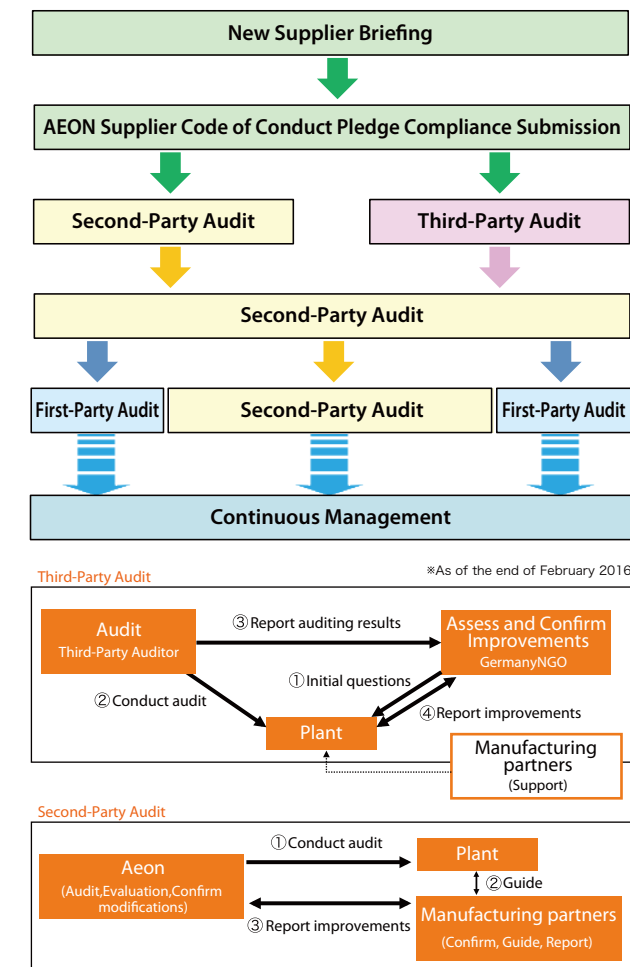 New Supplier Briefing
AEON Supplier Code of Conduct Pledge Compliance Submission
Second-Party Audit
Third-Party Audit
Second-Party Audit
First-Party Audit
Second-Party Audit
First-Party Audit
Continuous Management
※As of the end of February 2016
Third-Party Audit
Audit
Third-Party Auditor
③Report auditing results
Assess and Confirm
Improvements
GermanyNGO
①Initial questions
②Conduct audit
④Report improvements
Plant
Manufacturing
partners
(Support)
Second-Party Audit
Aeon
(Audit,Evaluation,Confirm
modifications)
①Conduct audit
Plant
②Guide
③Report improvements
Manufacturing partners
(Confirm, Guide, Report)